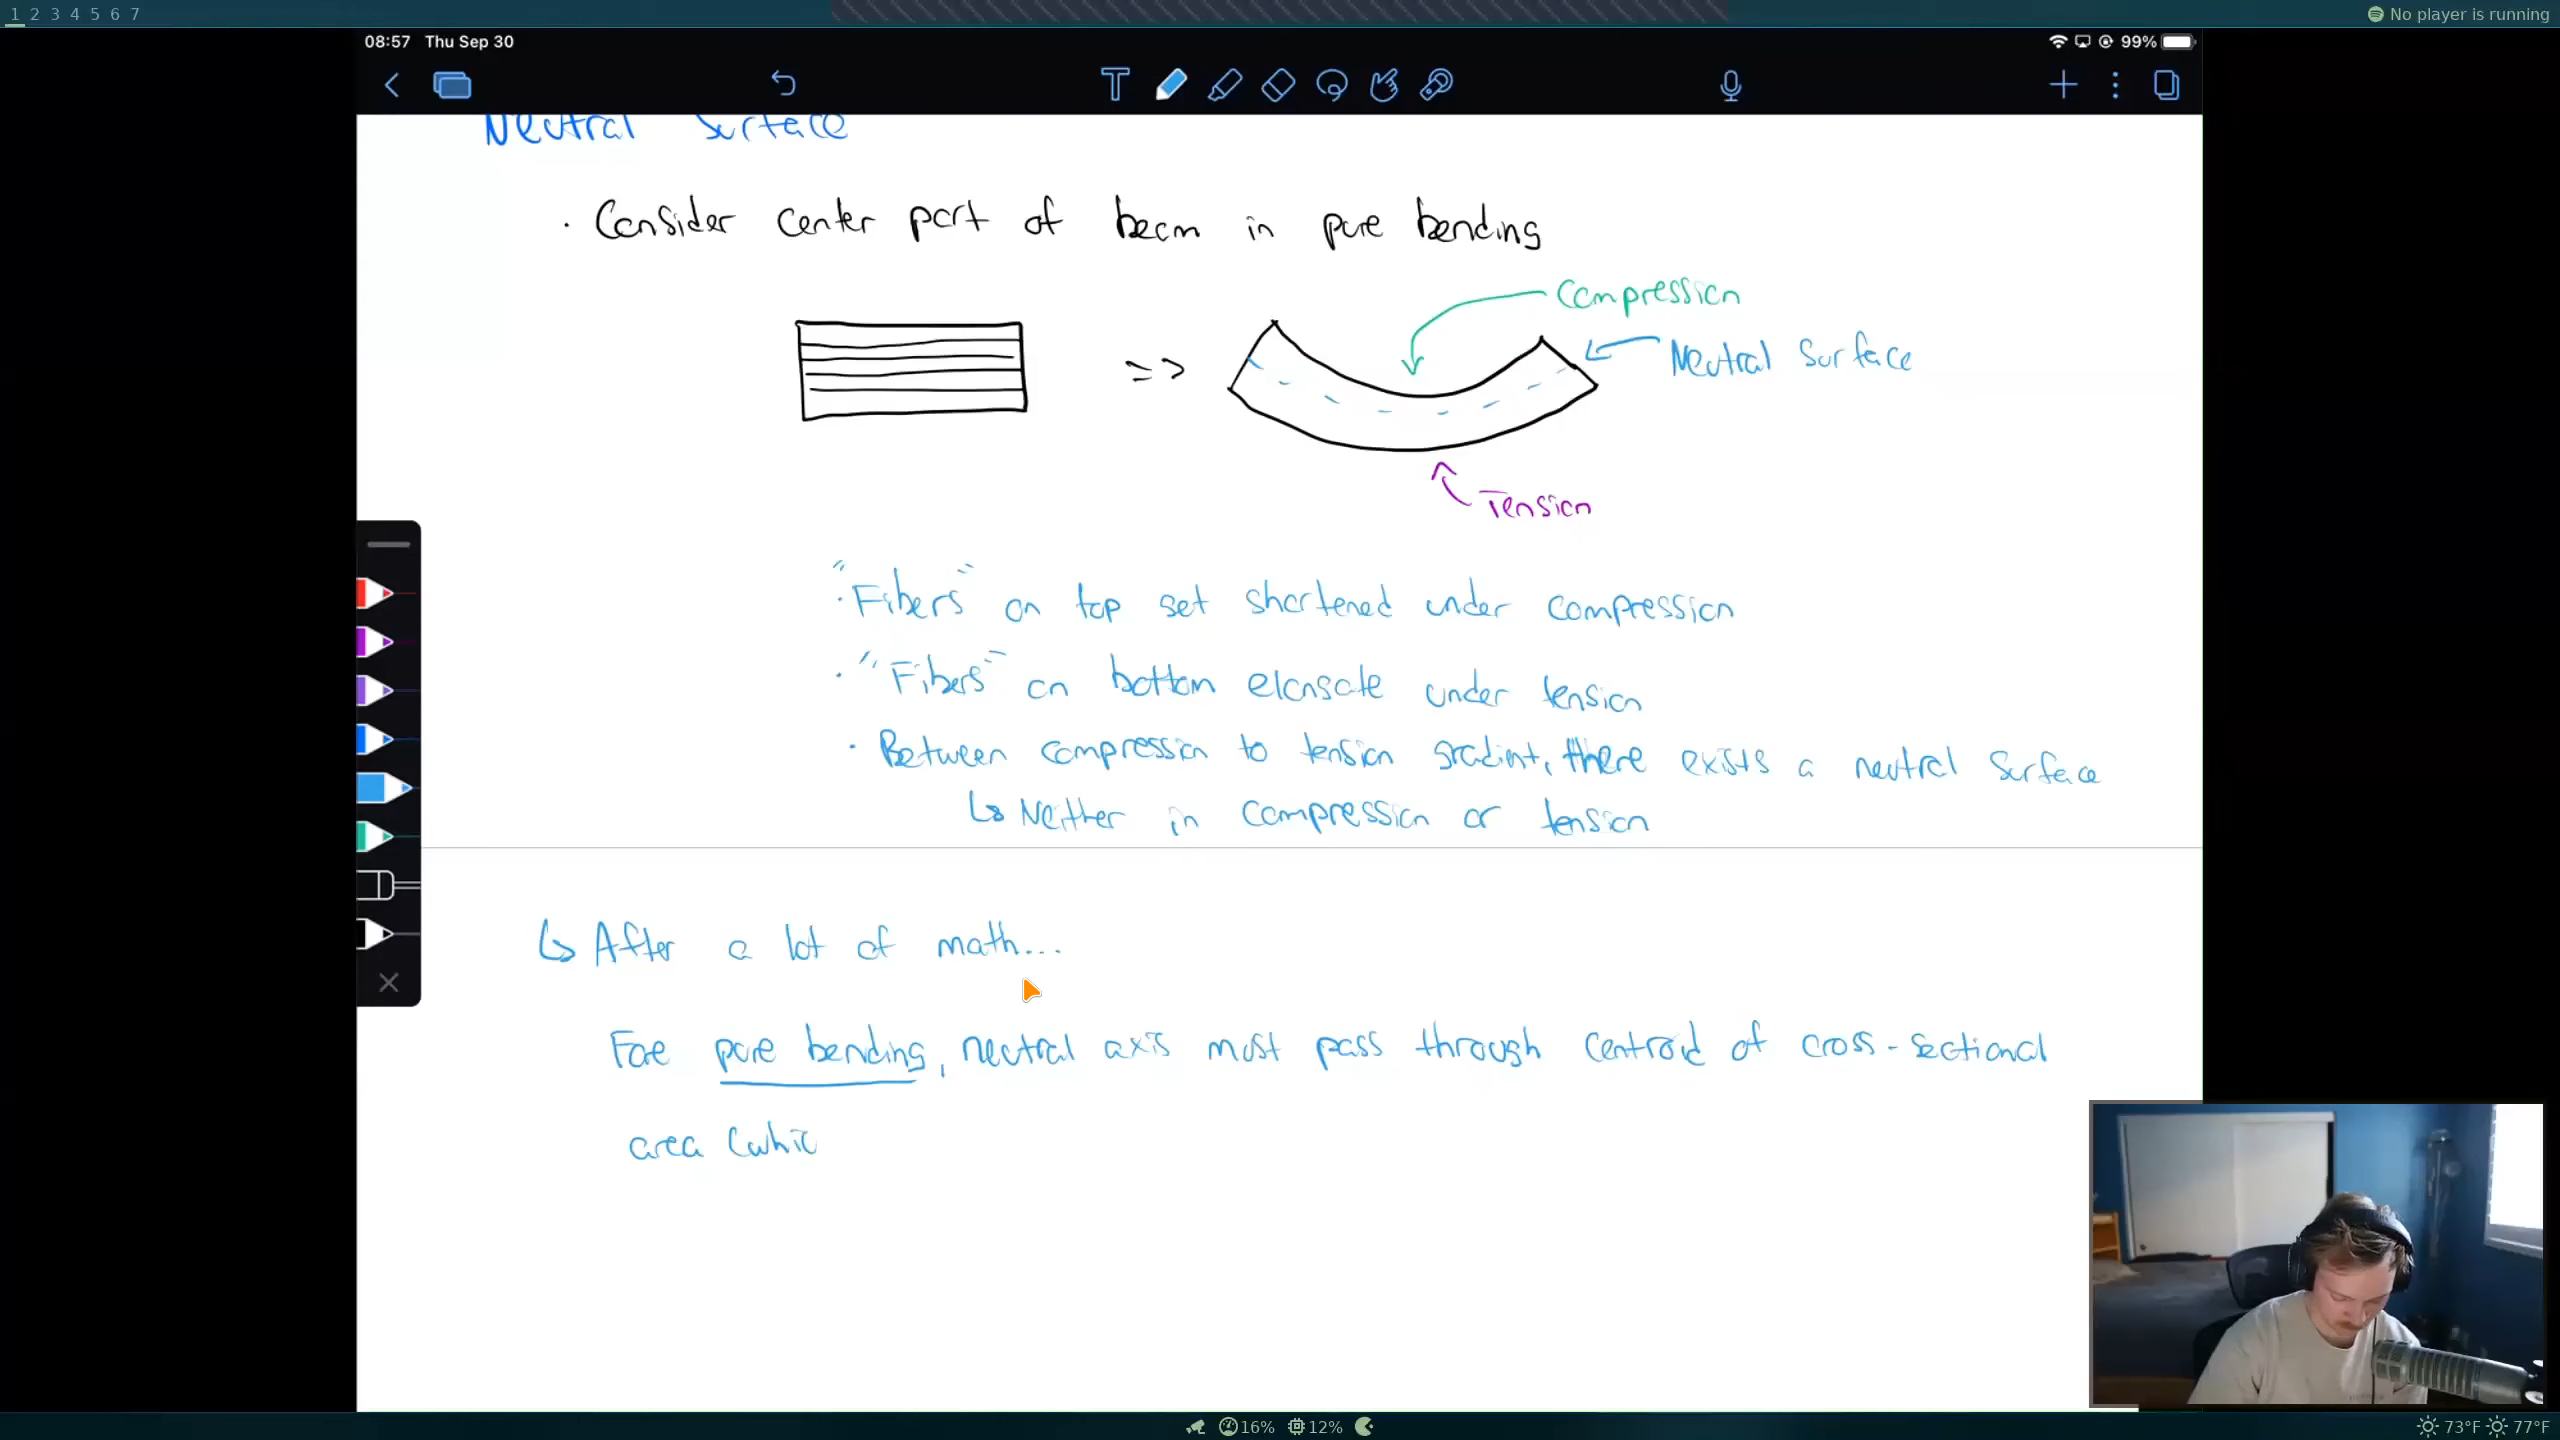 1 2 3 4 5 6 7
No player is running
08:57 Thu Sep 30
99%
Neutral Surface
· Consider center part of beam in pure bending
Compression
=>
Neutral Surface
Tension
· "Fibers" on top get shortened under compression
· "Fibers" on bottom elongate under tension
· Between compression to tension gradint, there exists a neutral surface
↳ Neither in compression or tension
↳ After a lot of math...
Foe pure bending, neutral axis must pass through centroid of cross-sectional
area (whic
16% 12%
73°F 77°F